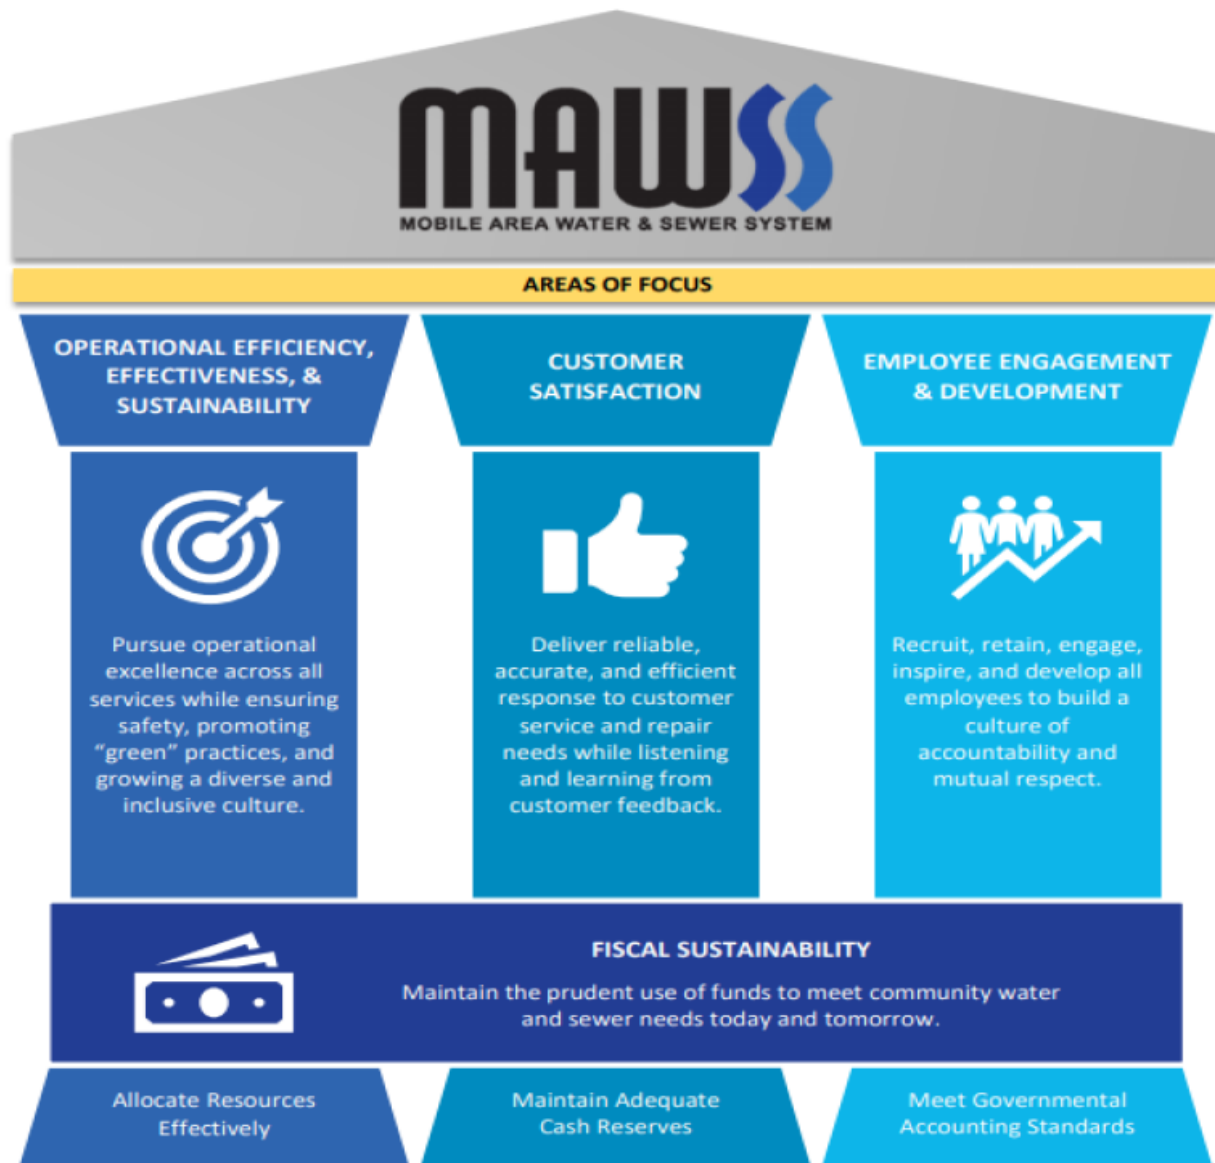 MAWSS
MOBILE AREA WATER & SEWER SYSTEM
AREAS OF FOCUS
OPERATIONAL EFFICIENCY,
EFFECTIVENESS, &
SUSTAINABILITY
Pursue operational
excellence across all
services while ensuring
safety, promoting
“green” practices, and
growing a diverse and
inclusive culture.
CUSTOMER
SATISFACTION
Deliver reliable,
accurate, and efficient
response to customer
service and repair
needs while listening
and learning from
customer feedback.
EMPLOYEE ENGAGEMENT
& DEVELOPMENT
Recruit, retain, engage,
inspire, and develop all
employees to build a
culture of
accountability and
mutual respect.
FISCAL SUSTAINABILITY
Maintain the prudent use of funds to meet community water
and sewer needs today and tomorrow.
Allocate Resources
Effectively
Maintain Adequate
Cash Reserves
Meet Governmental
Accounting Standards